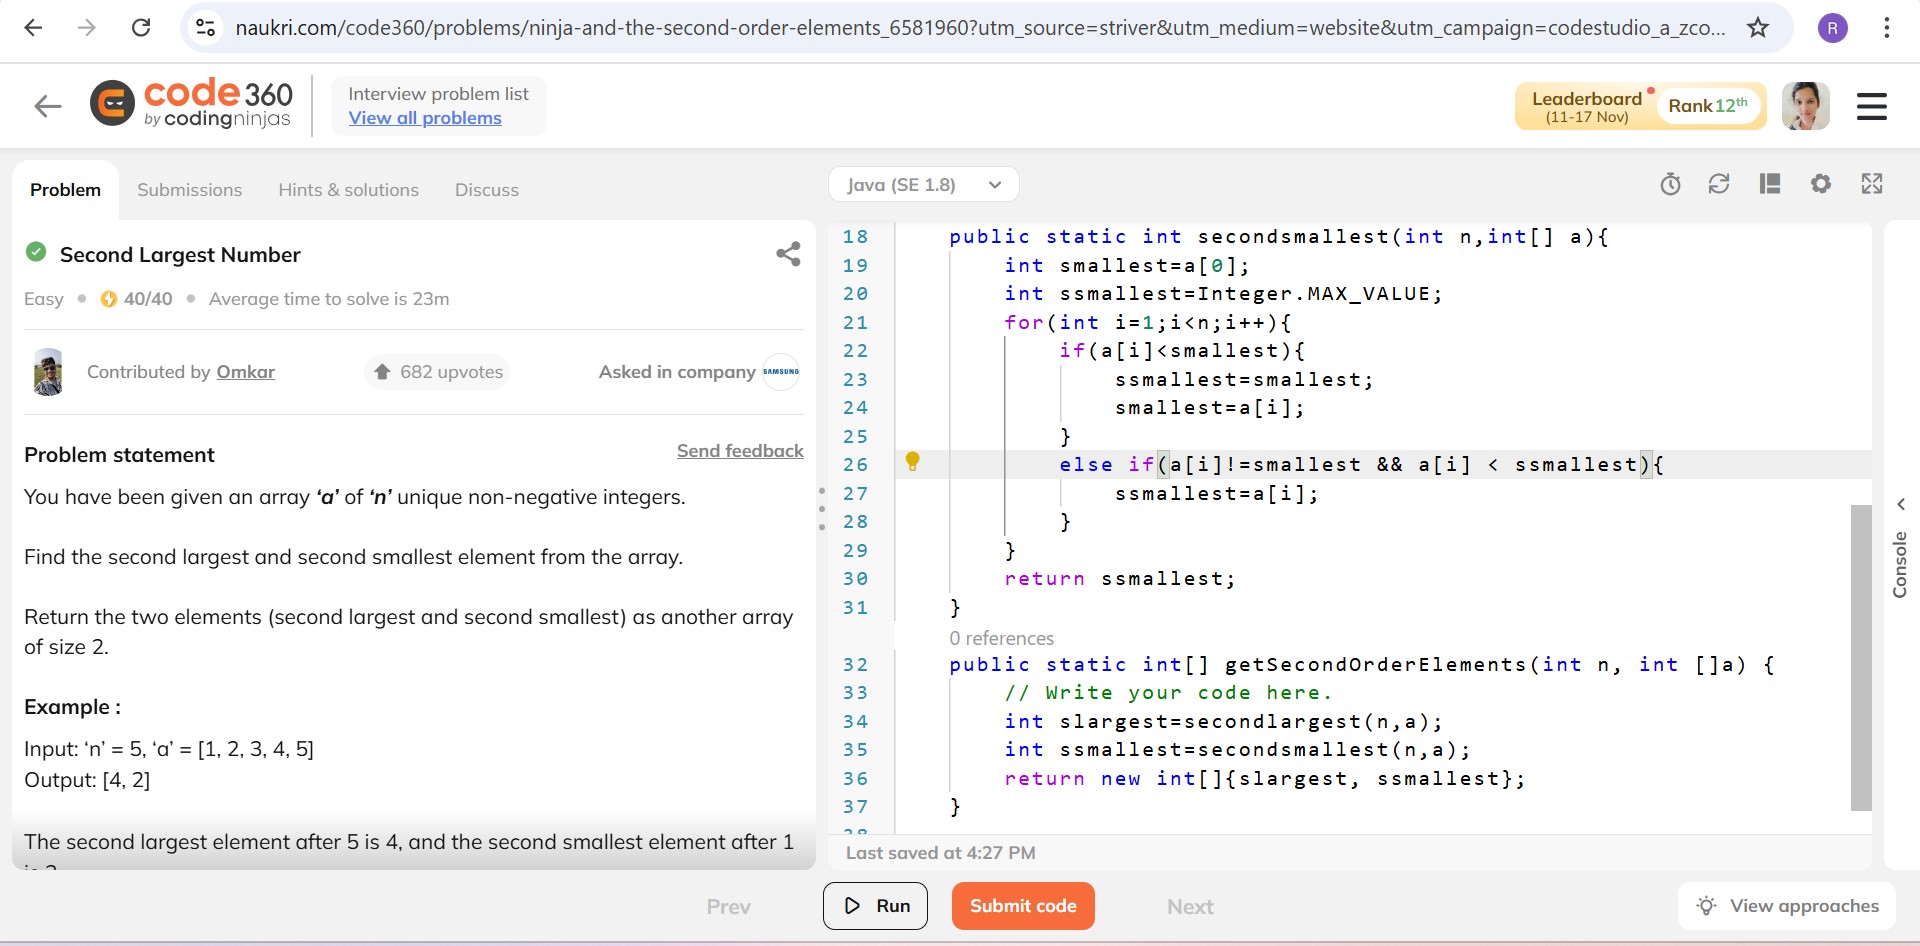 naukri.com/code360/problems/ninja-and-the-second-order-elements_6581960?utm_source=striver&utm_medium=website&utm_campaign=codestudio_a_zco...
R
code 360
by codingninjas
Interview problem list
View all problems
Leaderboard
(11-17 Nov)
Rank 12th
Problem
Submissions
Hints & solutions
Discuss
Second Largest Number
Easy • 40/40 • Average time to solve is 23m
Contributed by Omkar
682 upvotes
Asked in company
SAMSUNG
Problem statement
Send feedback
You have been given an array ‘a’ of ‘n’ unique non-negative integers.
Find the second largest and second smallest element from the array.
Return the two elements (second largest and second smallest) as another array
of size 2.
Example :
Input: ‘n’ = 5, ‘a’ = [1, 2, 3, 4, 5]
Output: [4, 2]
The second largest element after 5 is 4, and the second smallest element after 1
Java (SE 1.8)
18 public static int secondsmallest(int n,int[] a){
19 int smallest=a[0];
20 int ssmallest=Integer.MAX_VALUE;
21 for(int i=1;i<n;i++){
22 if(a[i]<smallest){
23 ssmallest=smallest;
24 smallest=a[i];
25 }
26 else if(a[i]!=smallest && a[i] < ssmallest){
27 ssmallest=a[i];
28 }
29 }
30 return ssmallest;
31 }
0 references
32 public static int[] getSecondOrderElements(int n, int []a) {
33 // Write your code here.
34 int slargest=secondlargest(n,a);
35 int ssmallest=secondsmallest(n,a);
36 return new int[]{slargest, ssmallest};
37 }
Last saved at 4:27 PM
Console
Prev
Run
Submit code
Next
View approaches